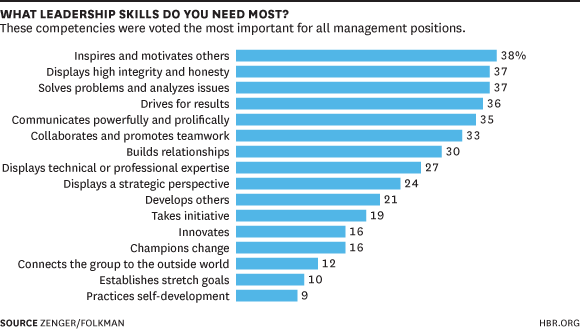 WHAT LEADERSHIP SKILLS DO YOU NEED MOST?
These competencies were voted the most important for all management positions.
Inspires and motivates others 38%
Displays high integrity and honesty 37
Solves problems and analyzes issues 37
Drives for results 36
Communicates powerfully and prolifically 35
Collaborates and promotes teamwork 33
Builds relationships 30
Displays technical or professional expertise 27
Displays a strategic perspective 24
Develops others 21
Takes initiative 19
Innovates 16
Champions change 16
Connects the group to the outside world 12
Establishes stretch goals 10
Practices self-development 9
SOURCE ZENGER/FOLKMAN HBR.ORG